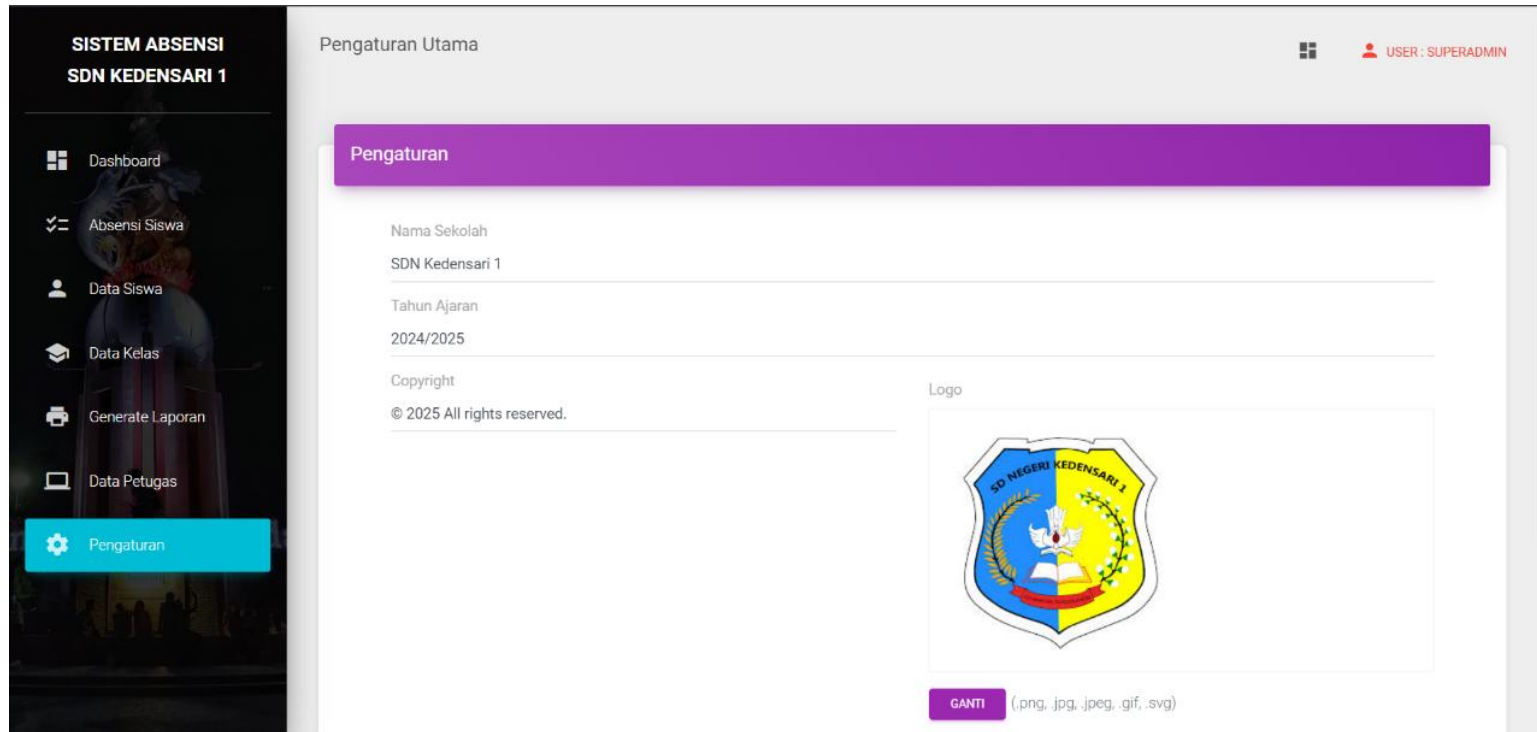 SISTEM ABSENSI
SDN KEDENSARI 1
Dashboard
Absensi Siswa
Data Siswa
Data Kelas
Generate Laporan
Data Petugas
Pengaturan
Pengaturan Utama
USER : SUPERADMIN
Pengaturan
Nama Sekolah
SDN Kedensari 1
Tahun Ajaran
2024/2025
Copyright
© 2025 All rights reserved.
Logo
SD NEGERI KEDENSARI 1
GANTI (.png, .jpg, .jpeg, .gif, .svg)